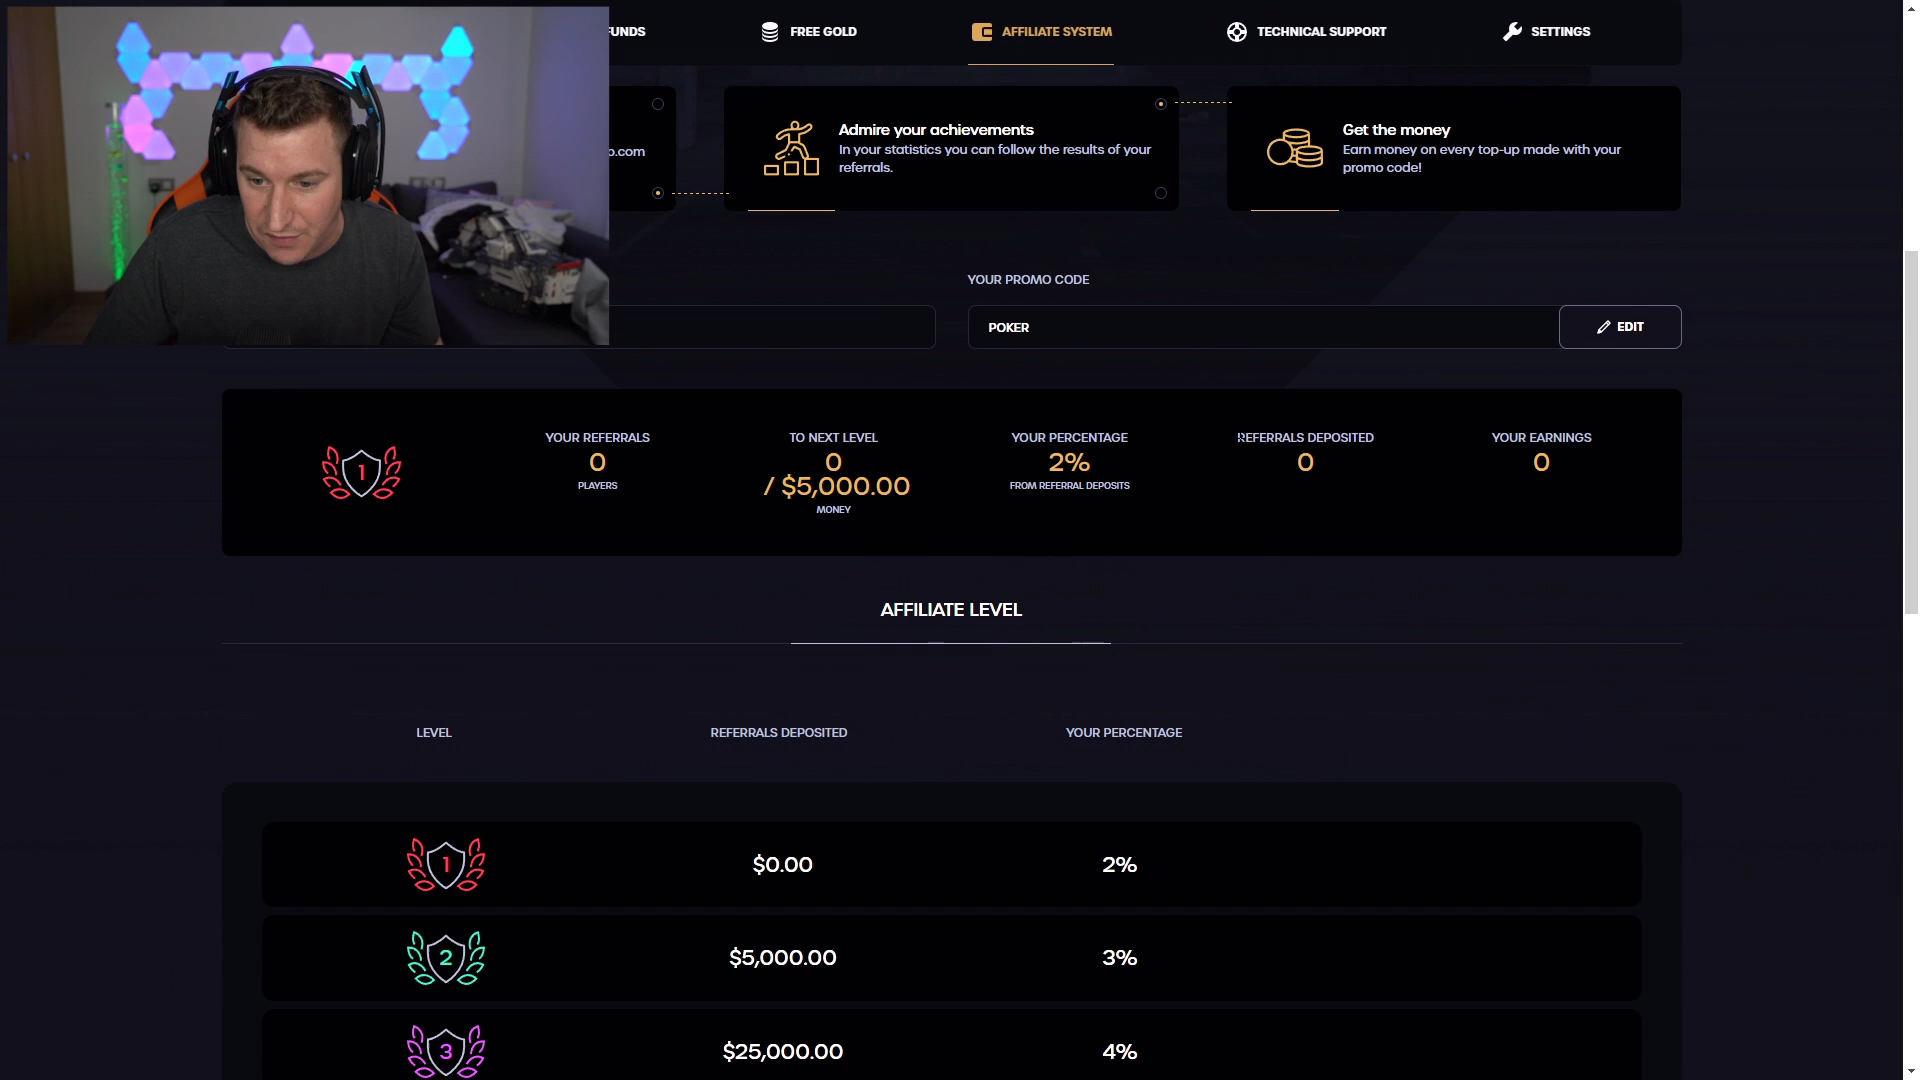 FUNDS
FREE GOLD
AFFILIATE SYSTEM
TECHNICAL SUPPORT
SETTINGS
.com
Admire your achievements
In your statistics you can follow the results of your
referrals.
Get the money
Earn money on every top-up made with your
promo code!
YOUR PROMO CODE
POKER
EDIT
1
YOUR REFERRALS
0
PLAYERS
TO NEXT LEVEL
0
/ $5,000.00
MONEY
YOUR PERCENTAGE
2%
FROM REFERRAL DEPOSITS
REFERRALS DEPOSITED
0
YOUR EARNINGS
0
AFFILIATE LEVEL
LEVEL
REFERRALS DEPOSITED
YOUR PERCENTAGE
1
$0.00
2%
2
$5,000.00
3%
3
$25,000.00
4%